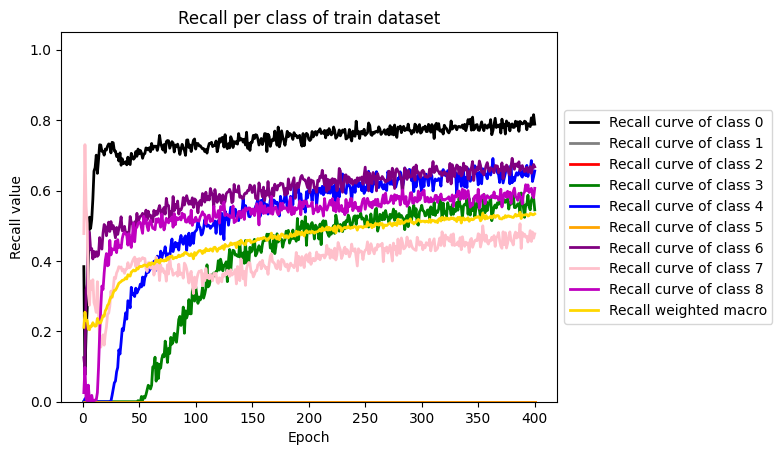 Recall per class of train dataset
Recall value
1.0
0.8
0.6
0.4
0.2
0.0
0 50 100 150 200 250 300 350 400
Epoch
Recall curve of class 0
Recall curve of class 1
Recall curve of class 2
Recall curve of class 3
Recall curve of class 4
Recall curve of class 5
Recall curve of class 6
Recall curve of class 7
Recall curve of class 8
Recall weighted macro